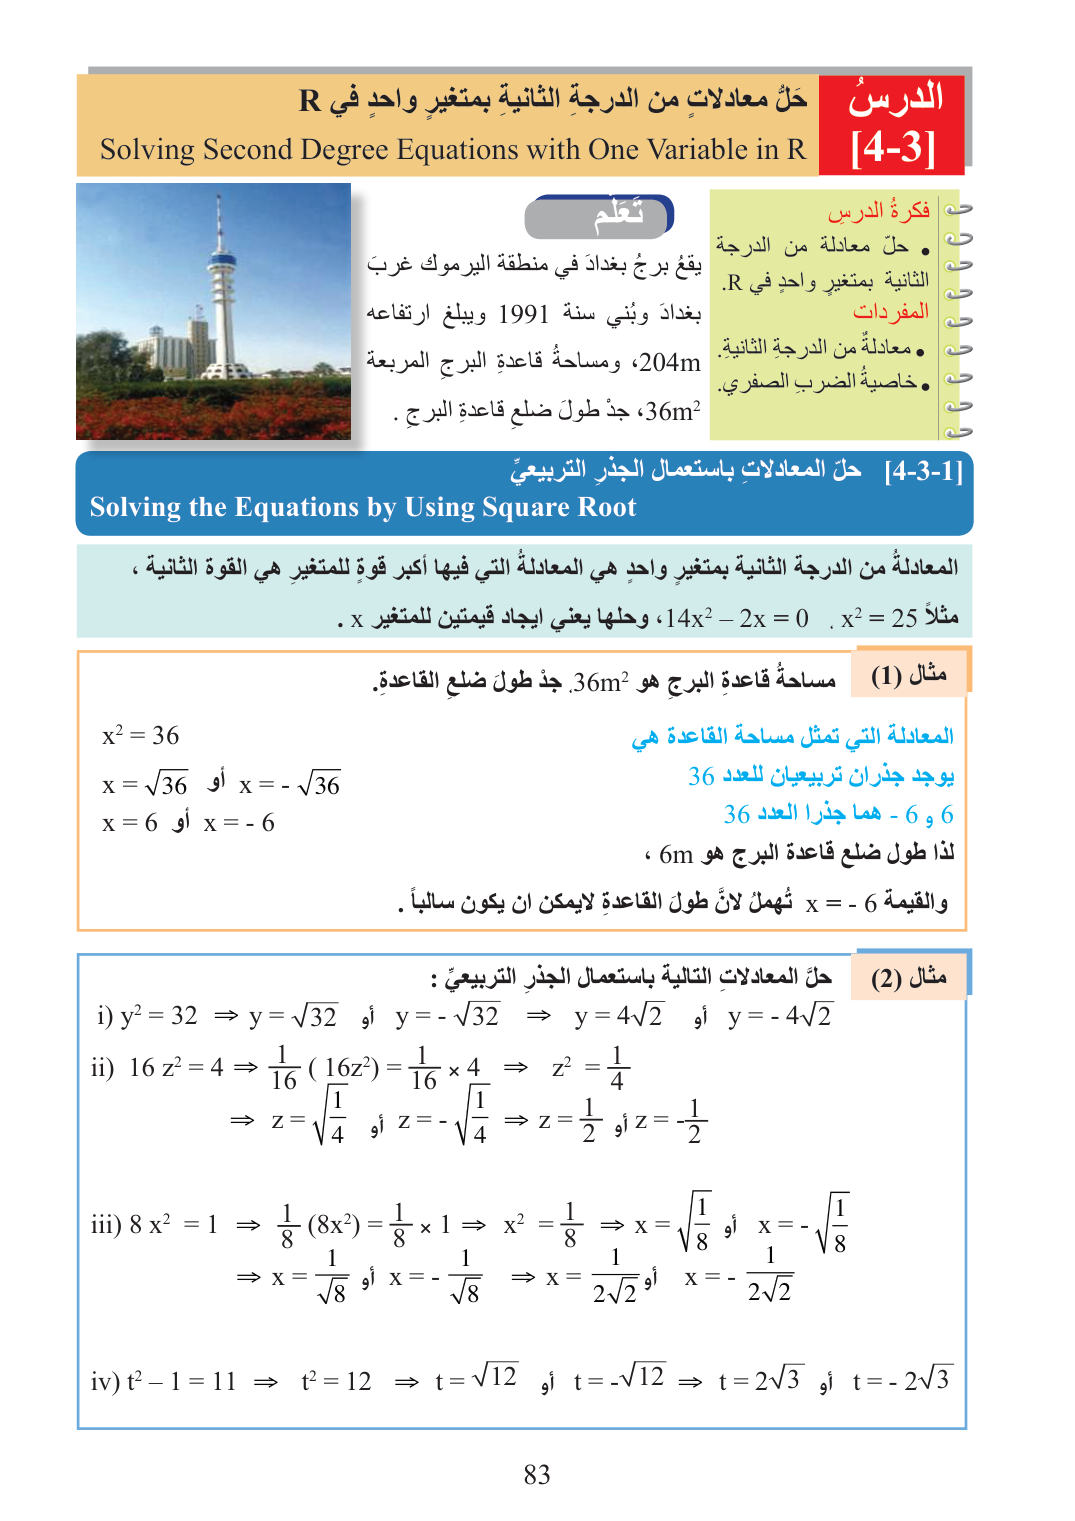 الدرسُ
[4-3]
حَلُّ معادلاتٍ من الدرجةِ الثانيةِ بمتغيرٍ واحدٍ في R
Solving Second Degree Equations with One Variable in R
فكرةُ الدرسِ
• حلّ معادلة من الدرجة
الثانية بمتغيرٍ واحدٍ في R.
المفردات
• معادلةٌ من الدرجةِ الثانيةِ.
• خاصيةُ الضربِ الصفري.
تَعَلَّم
يقعُ برجُ بغدادَ في منطقة اليرموك غربَ
بغدادَ وبُني سنة 1991 ويبلغ ارتفاعه
204m، ومساحةُ قاعدةِ البرجِ المربعة
36m²، جدْ طولَ ضلعِ قاعدةِ البرجِ .
[4-3-1] حلّ المعادلاتِ باستعمال الجذرِ التربيعيِّ
Solving the Equations by Using Square Root
المعادلةُ من الدرجة الثانية بمتغيرٍ واحدٍ هي المعادلةُ التي فيها أكبر قوةٍ للمتغيرِ هي القوة الثانية ،
مثلاً x² = 25 ، 14x² – 2x = 0، وحلها يعني ايجاد قيمتين للمتغير x .
مثال (1)
مساحةُ قاعدةِ البرجِ هو 36m²، جدْ طولَ ضلعِ القاعدةِ.
المعادلة التي تمثل مساحة القاعدة هي
x² = 36
يوجد جذران تربيعيان للعدد 36
x = √36 أو x = - √36
6 و 6 - هما جذرا العدد 36
x = 6 أو x = - 6
لذا طول ضلع قاعدة البرج هو 6m ،
والقيمة x = - 6 تُهملُ لانَّ طولَ القاعدةِ لايمكن ان يكون سالباً .
مثال (2)
حلَّ المعادلاتِ التالية باستعمال الجذرِ التربيعيِّ :
i) y² = 32 ⇒ y = √32 أو y = - √32 ⇒ y = 4√2 أو y = - 4√2
ii) 16 z² = 4 ⇒ 1/16 ( 16z²) = 1/16 × 4 ⇒ z² = 1/4
⇒ z = √(1/4) أو z = - √(1/4) ⇒ z = 1/2 أو z = -1/2
iii) 8 x² = 1 ⇒ 1/8 (8x²) = 1/8 × 1 ⇒ x² = 1/8 ⇒ x = √(1/8) أو x = - √(1/8)
⇒ x = 1/√8 أو x = - 1/√8 ⇒ x = 1/2√2 أو x = - 1/2√2
iv) t² – 1 = 11 ⇒ t² = 12 ⇒ t = √12 أو t = -√12 ⇒ t = 2√3 أو t = - 2√3
83